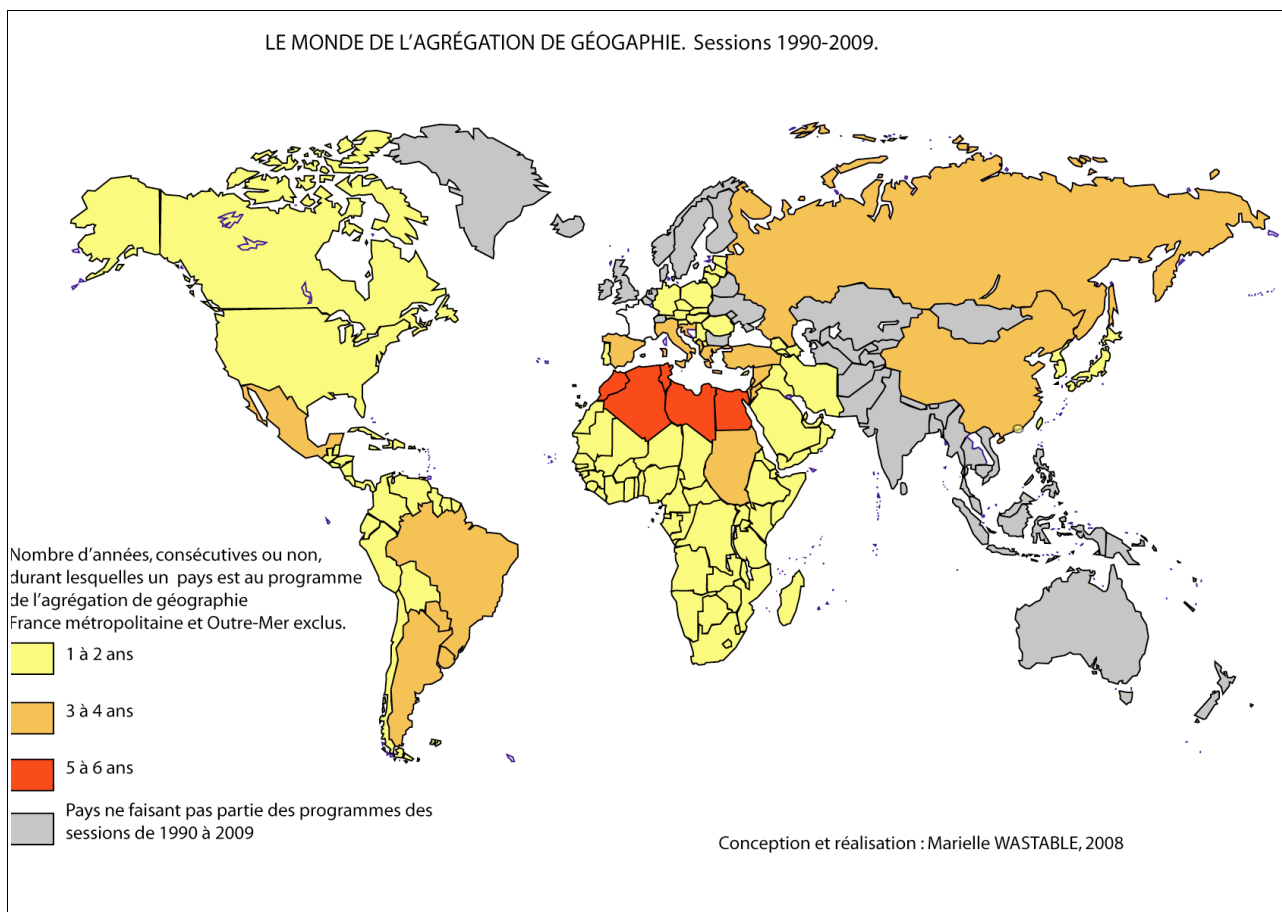 LE MONDE DE L'AGRÉGATION DE GÉOGAPHIE. Sessions 1990-2009.
Nombre d'années, consécutives ou non,
durant lesquelles un pays est au programme
de l'agrégation de géographie
France métropolitaine et Outre-Mer exclus.
1 à 2 ans
3 à 4 ans
5 à 6 ans
Pays ne faisant pas partie des programmes des
sessions de 1990 à 2009
Conception et réalisation : Marielle WASTABLE, 2008